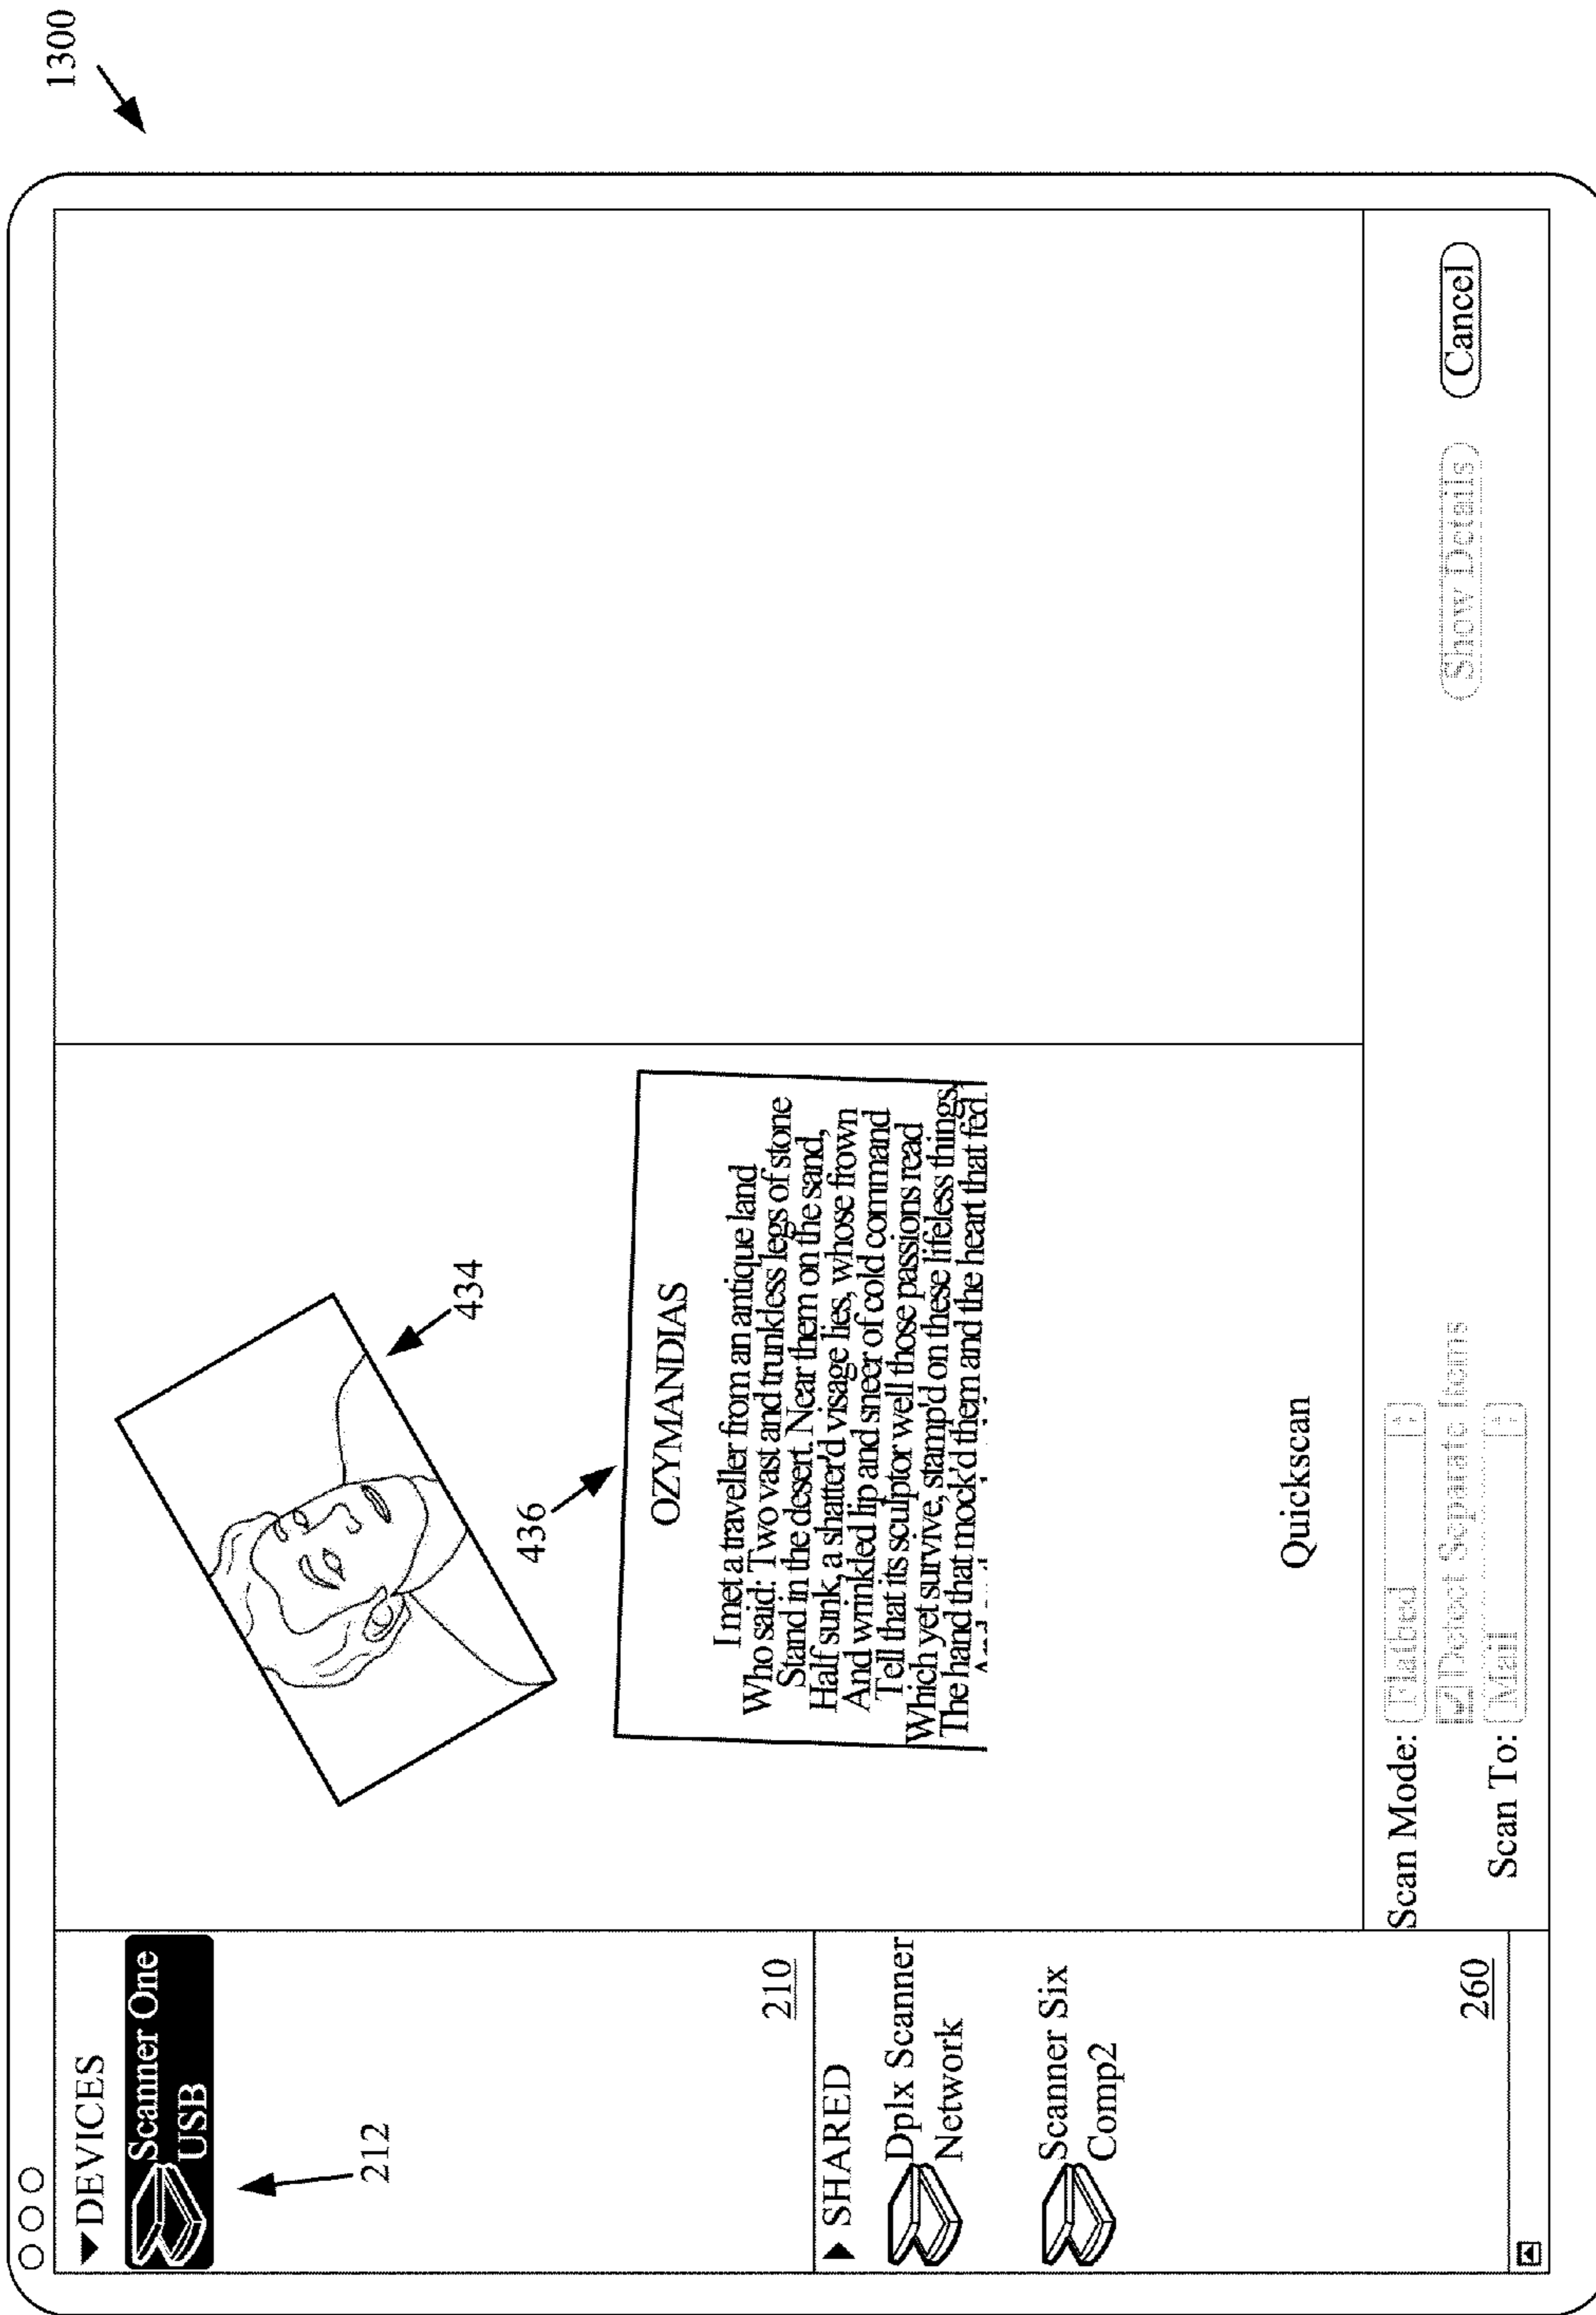 1300
DEVICES
Scanner One
USB
212
210
SHARED
Dplx Scanner
Network
Scanner Six
Comp2
260
434
436
OZYMANDIAS
I met a traveller from an antique land
Who said: Two vast and trunkless legs of stone
Stand in the desert. Near them on the sand,
Half sunk, a shatter'd visage lies, whose frown
And wrinkled lip and sneer of cold command
Tell that its sculptor well those passions read
Which yet survive, stamp'd on these lifeless things,
The hand that mock'd them and the heart that fed.
Quickscan
Scan Mode: Flatbed
Detect Separate Items
Scan To: Mail
Show Details
Cancel